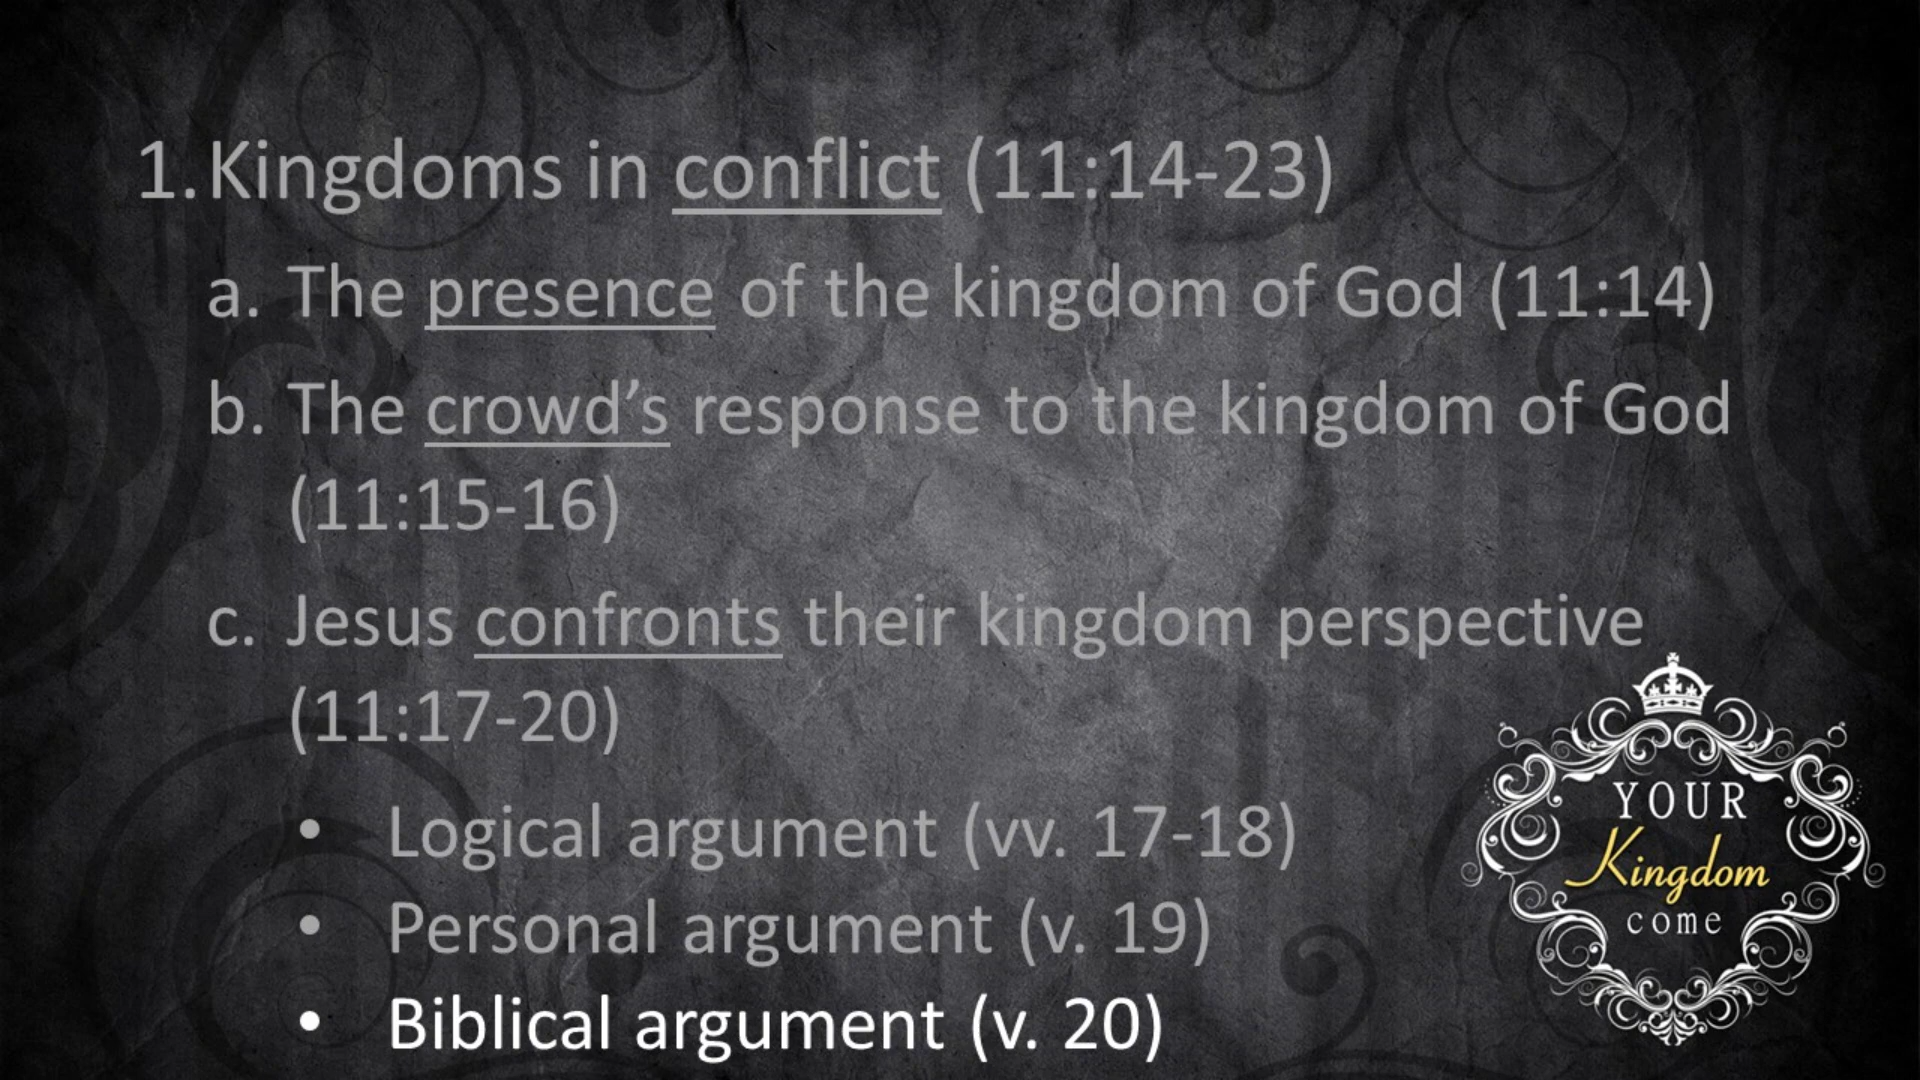 1. Kingdoms in conflict (11:14-23)
a. The presence of the kingdom of God (11:14)
b. The crowd’s response to the kingdom of God
(11:15-16)
c. Jesus confronts their kingdom perspective
(11:17-20)
• Logical argument (vv. 17-18)
• Personal argument (v. 19)
• Biblical argument (v. 20)
YOUR
Kingdom
come